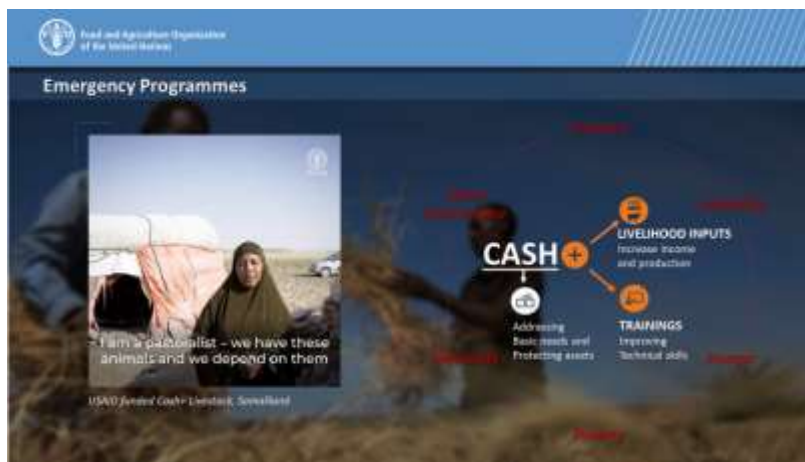 Food and Agriculture Organization
of the United Nations
Emergency Programmes
I am a pastoralist – we have these
animals and we depend on them
USAID funded Cash+ Livestock, Somaliland
CASH +
Addressing
Basic needs and
Protecting assets
LIVELIHOOD INPUTS
Increase income
and production
TRAININGS
Improving
Technical skills